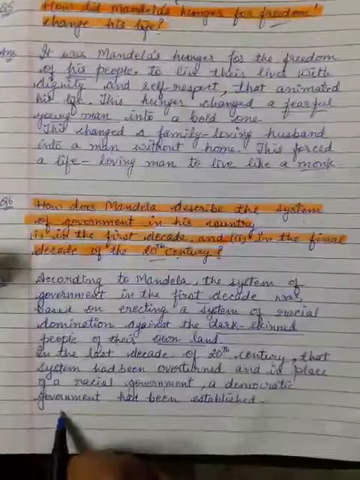 Q5 How did Mandela's hunger for freedom
change his life?
Ans It was Mandela's hunger for the freedom
of his people, to live their lives with
dignity and self-respect, that animated
his life. This hunger changed a fearful
young man into a bold one.
This changed a family-loving husband
into a man without home. This forced
a life-loving man to live like a monk.
Q6 How does Mandela describe the system
of government in his country
(i) in the first decade, and (ii) in the final
decade of the 20th century?
According to Mandela, the system of
government in the first decade was
based on erecting a system of racial
domination against the dark-skinned
people of their own land.
In the last decade of 20th century, that
system had been overturned and in place
of a racial government, a democratic
government had been established.